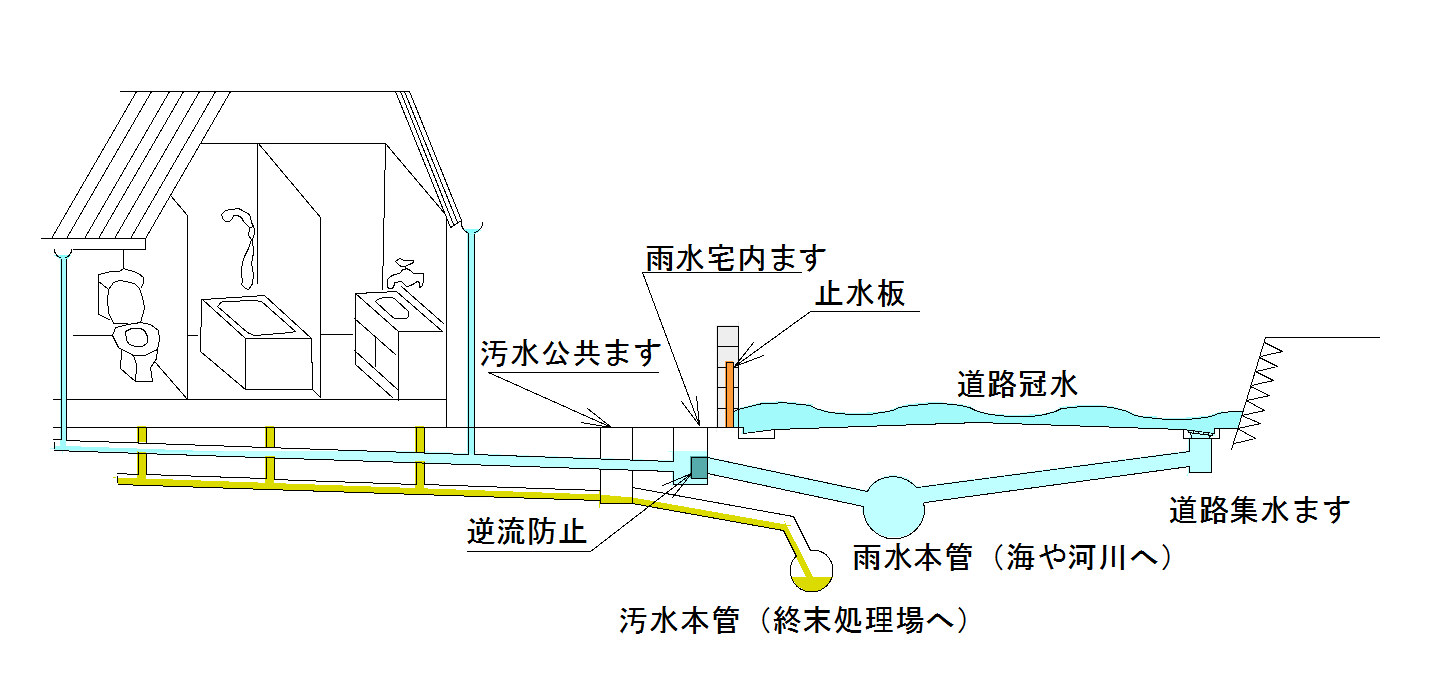 雨水宅内ます
止水板
汚水公共ます
道路冠水
逆流防止
道路集水ます
雨水本管（海や河川へ）
汚水本管（終末処理場へ）